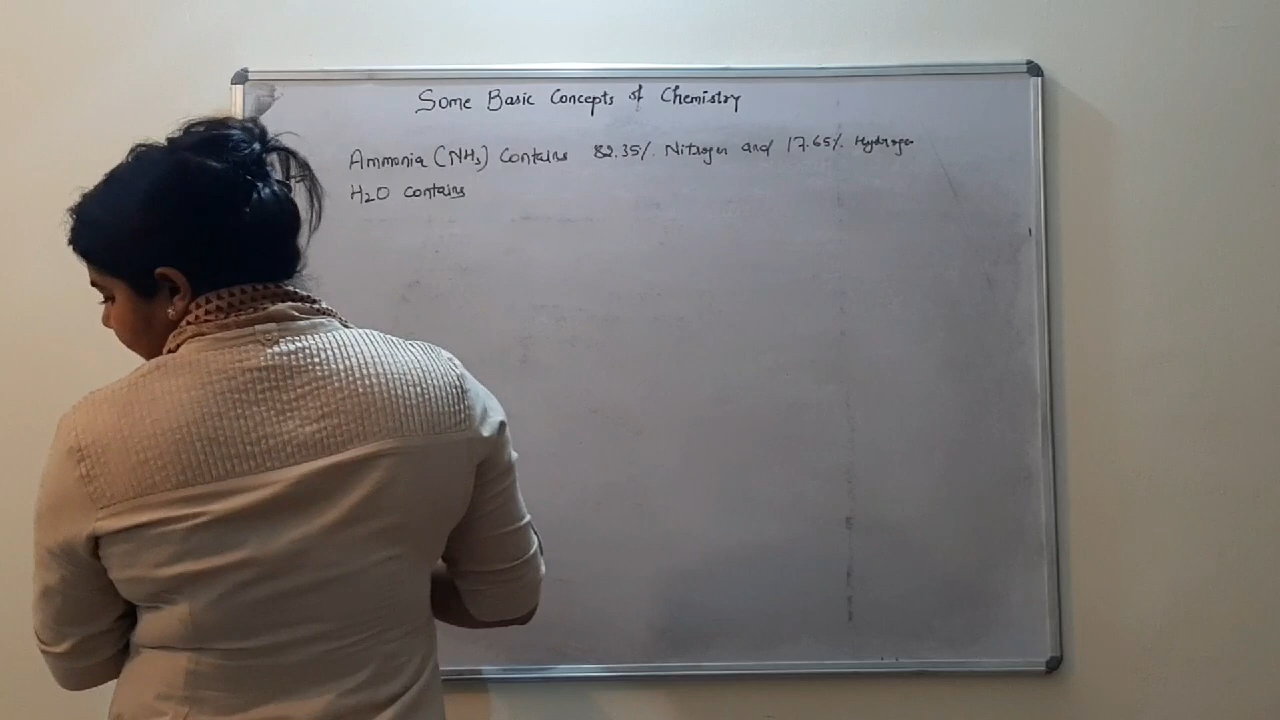 Some Basic Concepts of Chemistry
Ammonia (NH₃) Contains 82.35%. Nitrogen and 17.65%. Hydrogen
H₂O contains